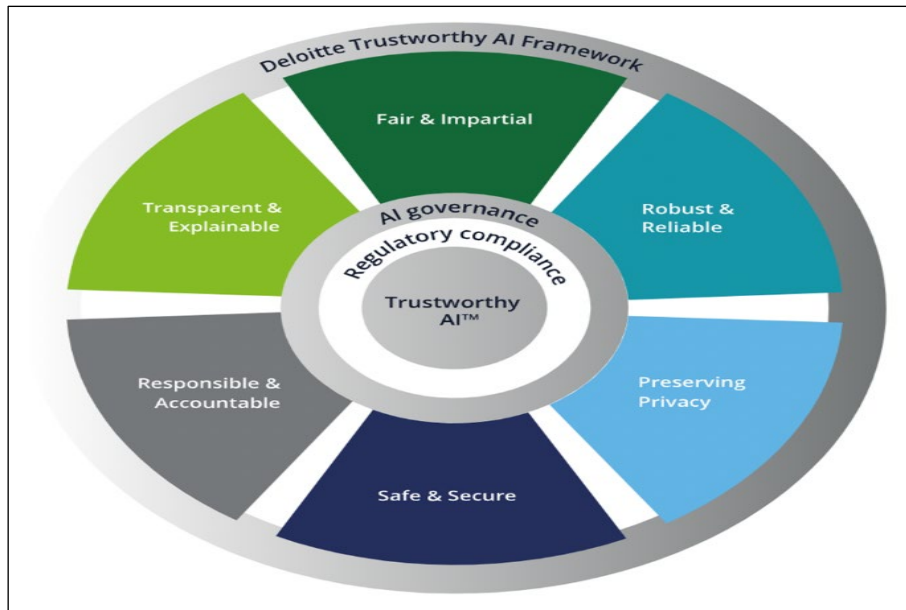 Deloitte Trustworthy AI Framework
Fair & Impartial
Transparent &
Explainable
Robust &
Reliable
AI governance
Regulatory compliance
Trustworthy
AI™
Responsible &
Accountable
Preserving
Privacy
Safe & Secure